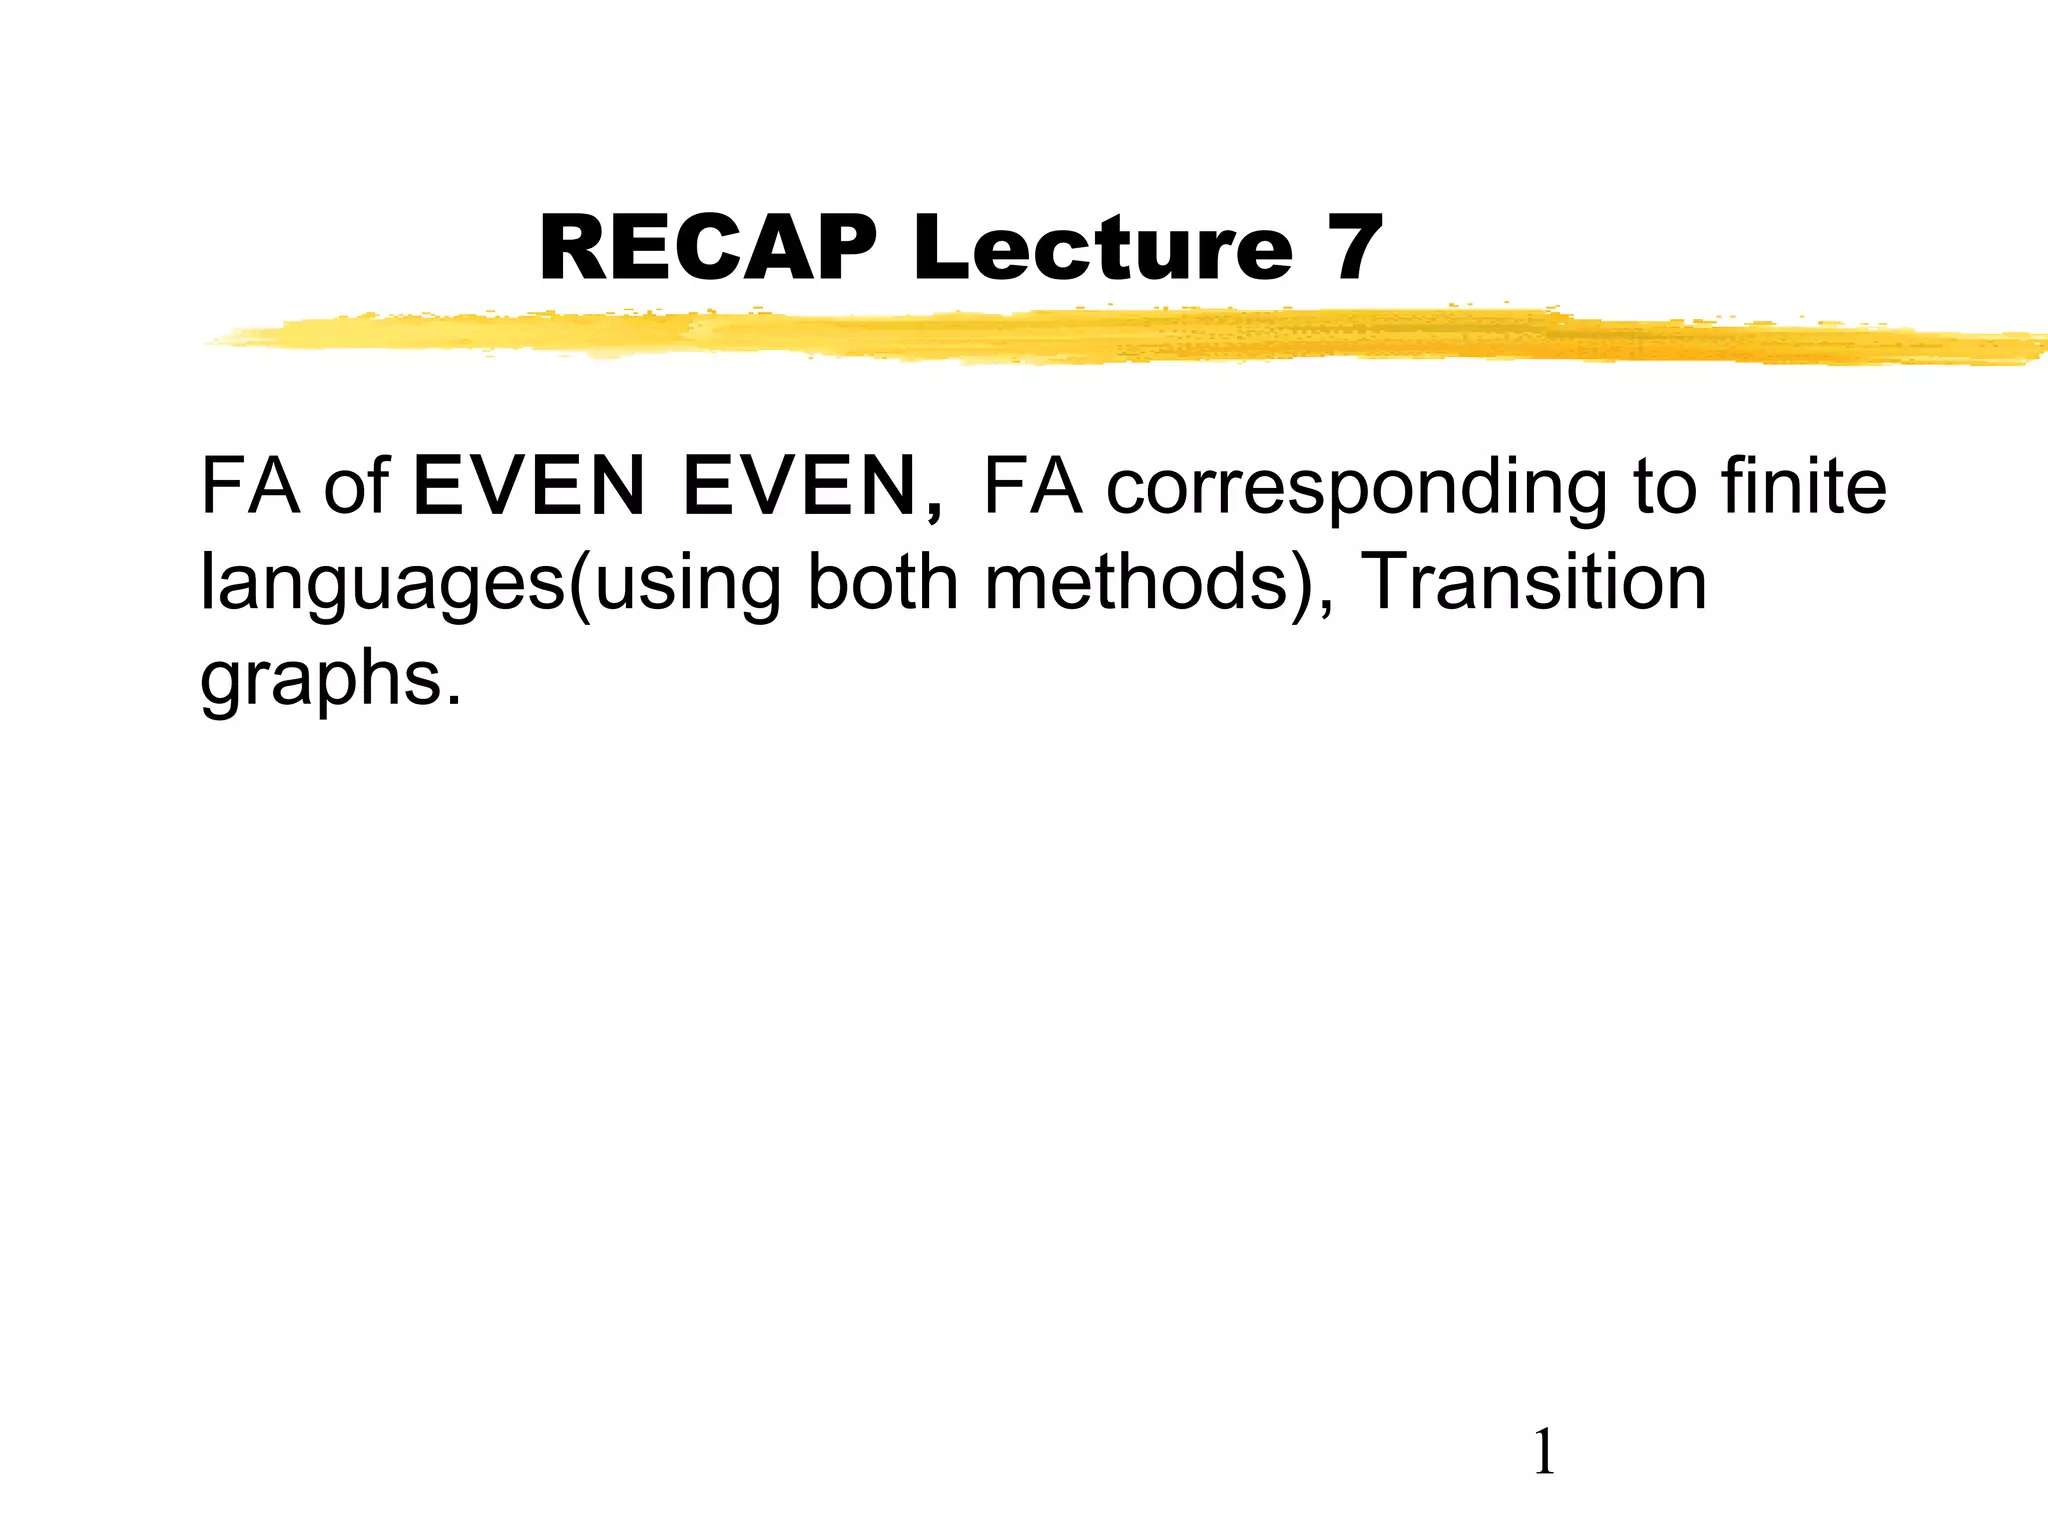 RECAP Lecture 7
FA of EVEN EVEN, FA corresponding to finite
languages(using both methods), Transition
graphs.
1